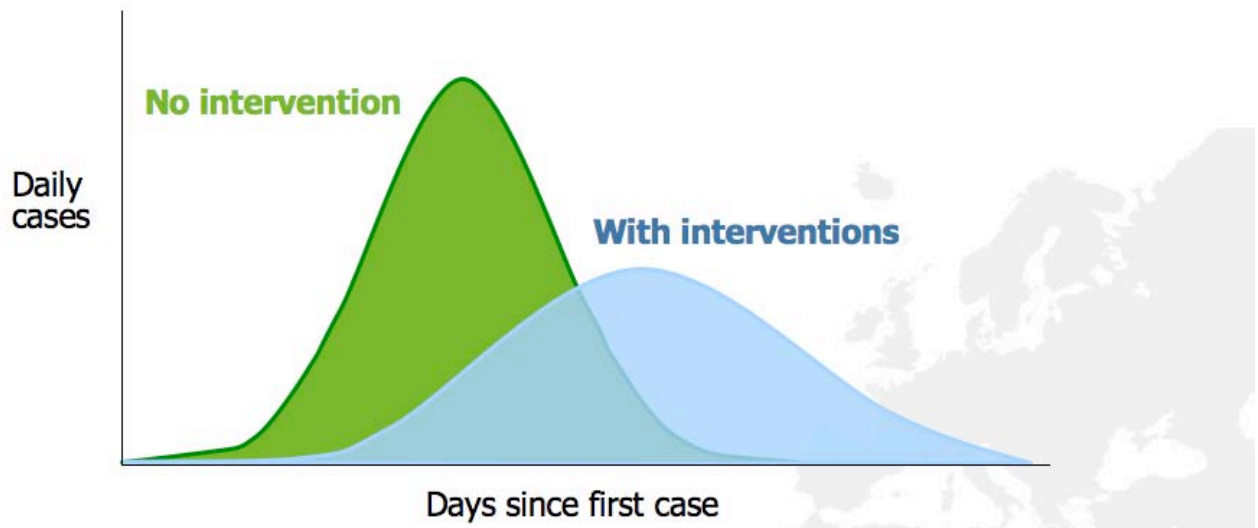 No intervention
Daily
cases
With interventions
Days since first case